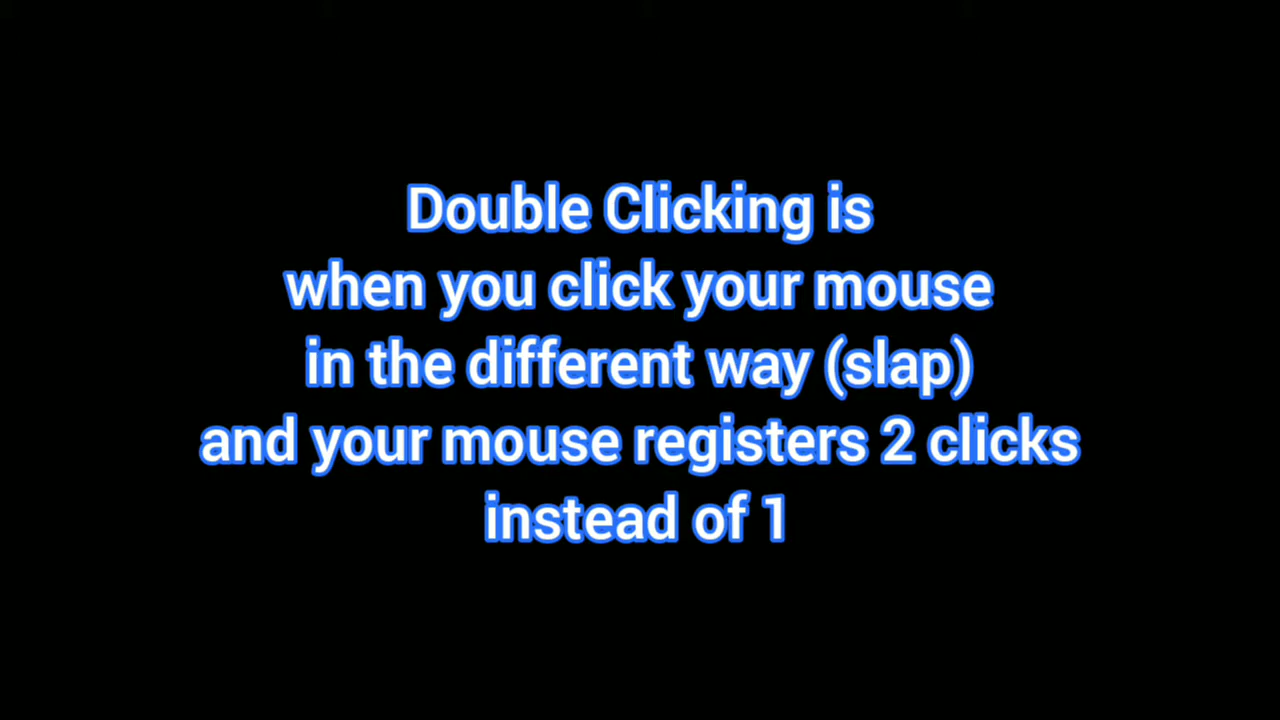 Double Clicking is
when you click your mouse
in the different way (slap)
and your mouse registers 2 clicks
instead of 1